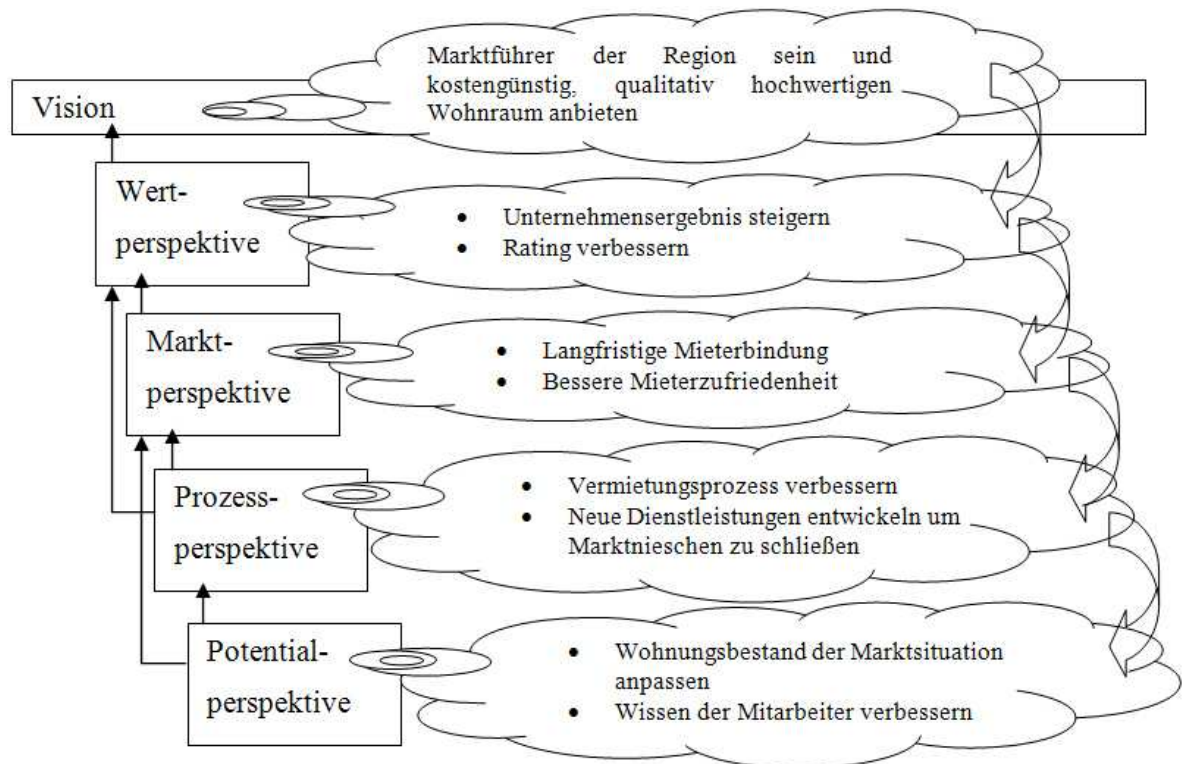 Marktführer der Region sein und
kostengünstig, qualitativ hochwertigen
Wohnraum anbieten
Vision
Wert-
perspektive
• Unternehmensergebnis steigern
• Rating verbessern
Markt-
perspektive
• Langfristige Mieterbindung
• Bessere Mieterzufriedenheit
Prozess-
perspektive
• Vermietungsprozess verbessern
• Neue Dienstleistungen entwickeln um
Marktnieschen zu schließen
Potential-
perspektive
• Wohnungsbestand der Marktsituation
anpassen
• Wissen der Mitarbeiter verbessern